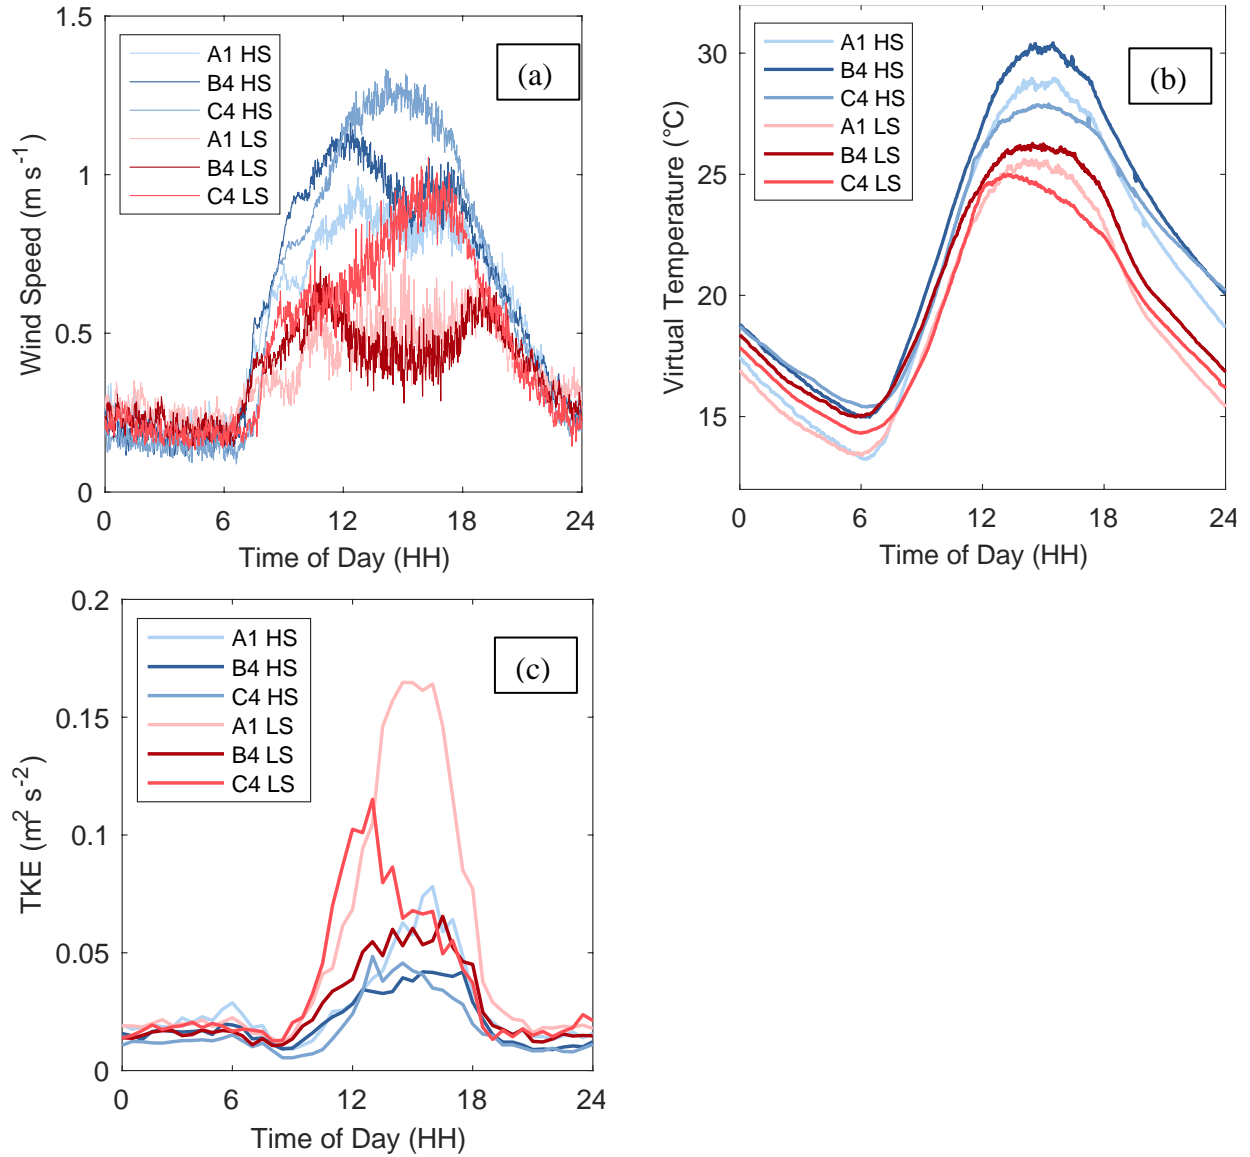 1.5
1
0.5
0
Wind Speed (m s⁻¹)
A1 HS
B4 HS
C4 HS
A1 LS
B4 LS
C4 LS
(a)
0 6 12 18 24
Time of Day (HH)
30
25
20
15
Virtual Temperature (°C)
A1 HS
B4 HS
C4 HS
A1 LS
B4 LS
C4 LS
(b)
0 6 12 18 24
Time of Day (HH)
0.2
0.15
0.1
0.05
0
TKE (m² s⁻²)
A1 HS
B4 HS
C4 HS
A1 LS
B4 LS
C4 LS
(c)
0 6 12 18 24
Time of Day (HH)